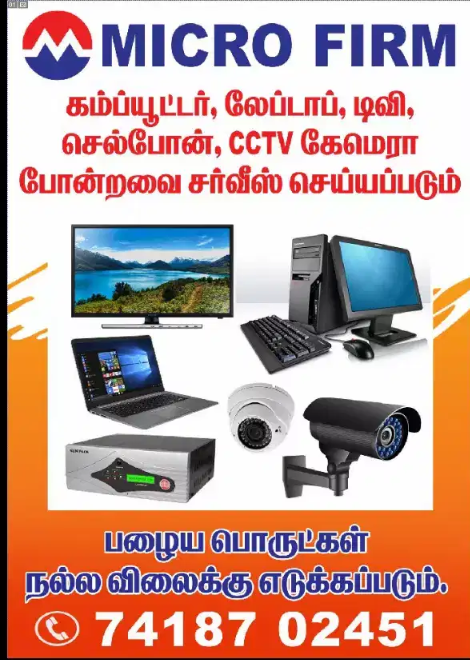 MICRO FIRM
கம்ப்யூட்டர், லேப்டாப், டிவி,
செல்போன், CCTV கேமெரா
போன்றவை சர்வீஸ் செய்யப்படும்
பழைய பொருட்கள்
நல்ல விலைக்கு எடுக்கப்படும்.
74187 02451